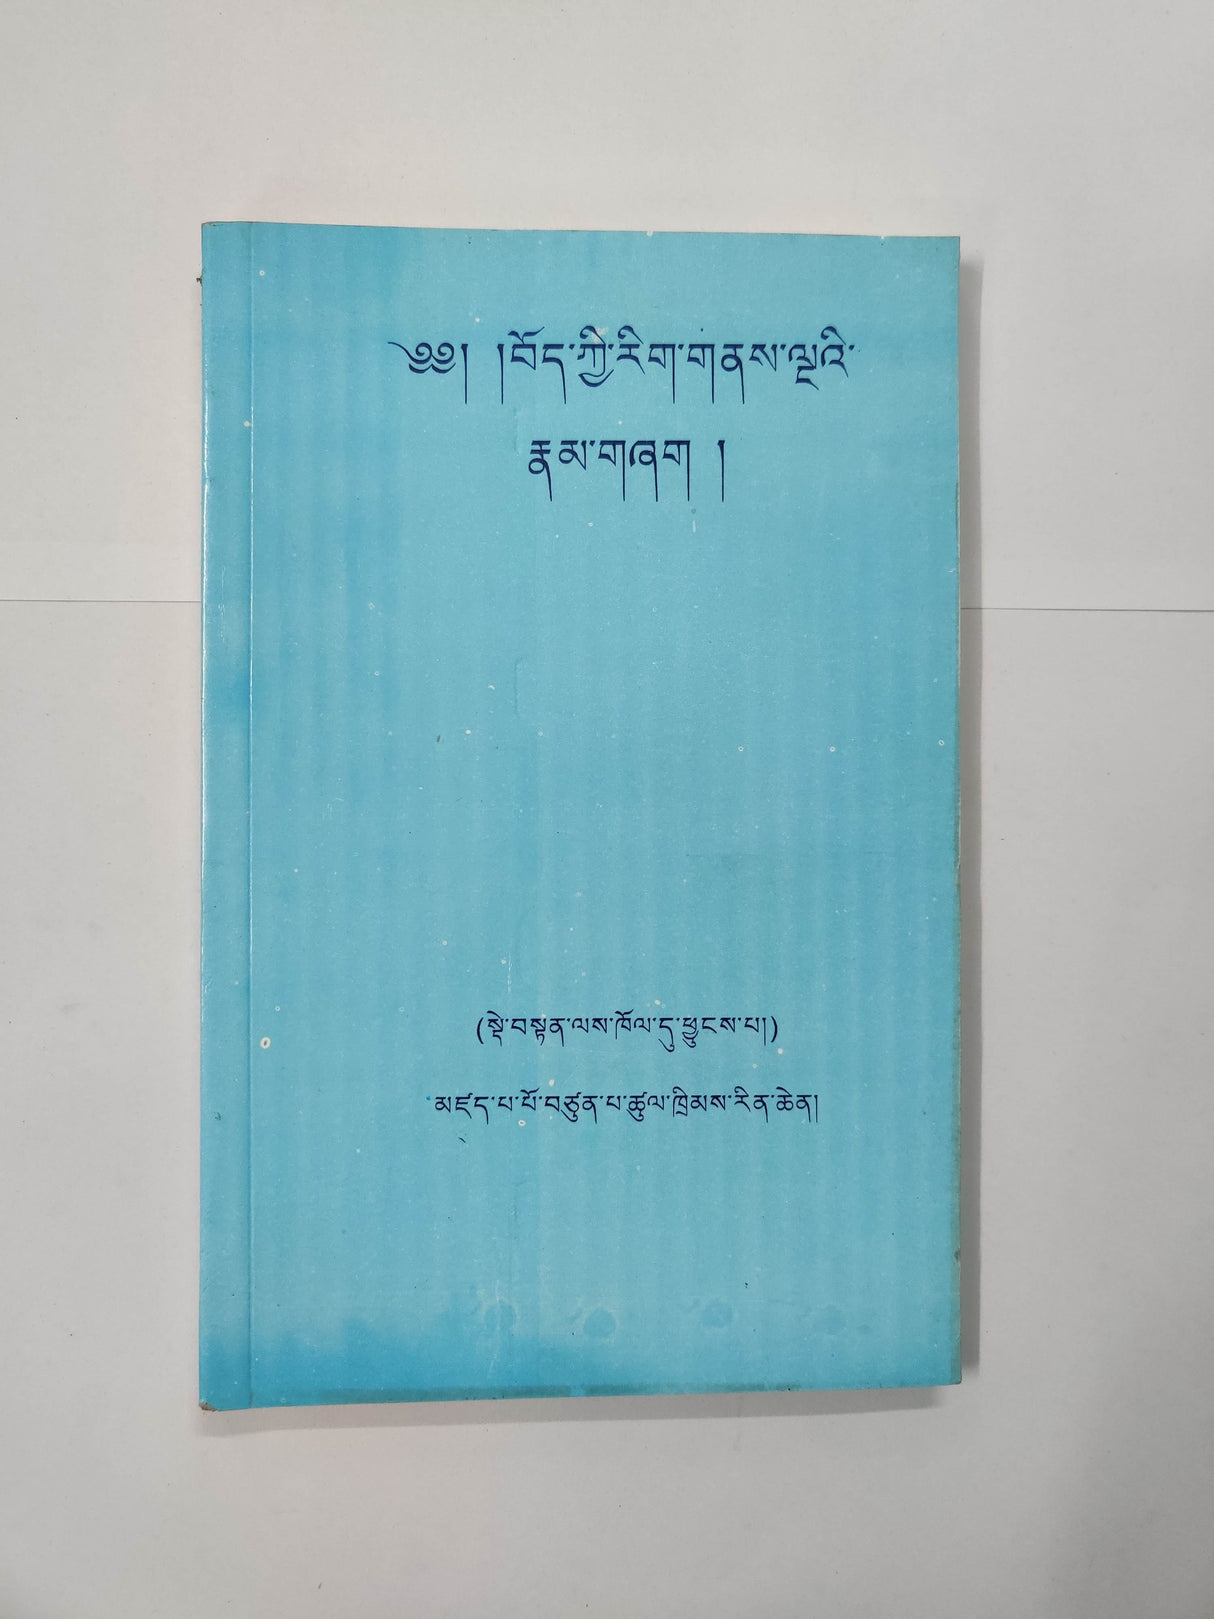 ༄༅། །བོད་ཀྱི་རིག་གནས་ལྔའི་
རྣམ་གཞག །
(སྡེ་བསྟན་ལས་ཁོལ་དུ་ཕྱུངས་པ།)
མཛད་པ་པོ་བཙུན་པ་ཚུལ་ཁྲིམས་རིན་ཆེན།